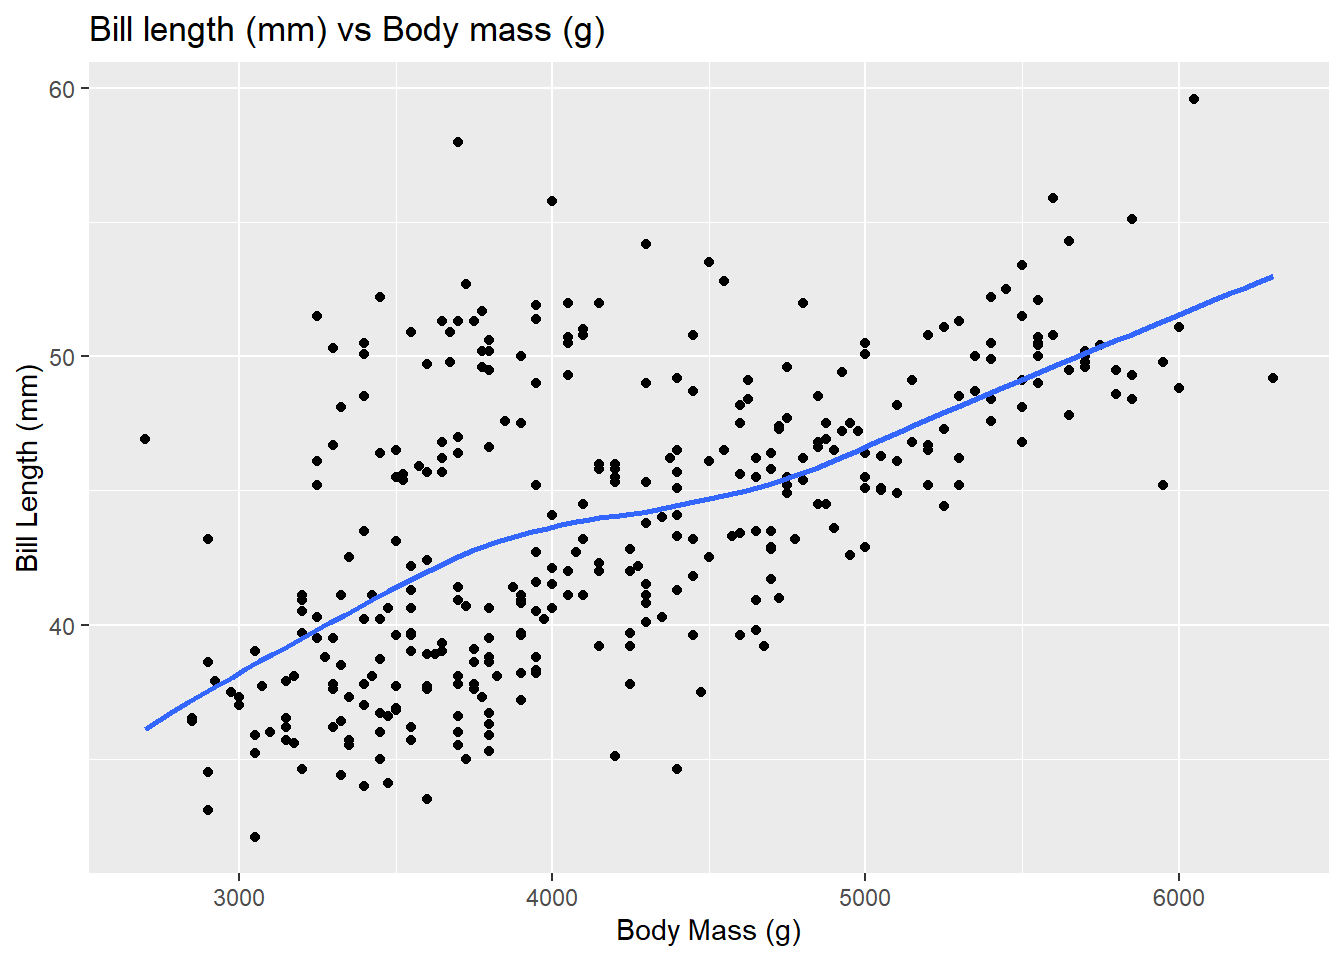 Bill length (mm) vs Body mass (g)
60
50
40
Bill Length (mm)
3000 4000 5000 6000
Body Mass (g)